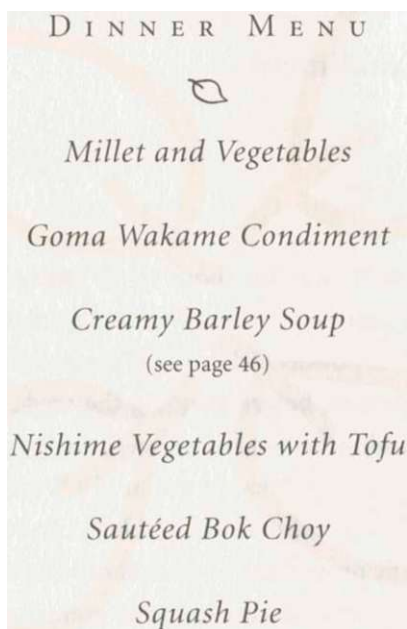 DINNER MENU
Millet and Vegetables
Goma Wakame Condiment
Creamy Barley Soup
(see page 46)
Nishime Vegetables with Tofu
Sautéed Bok Choy
Squash Pie